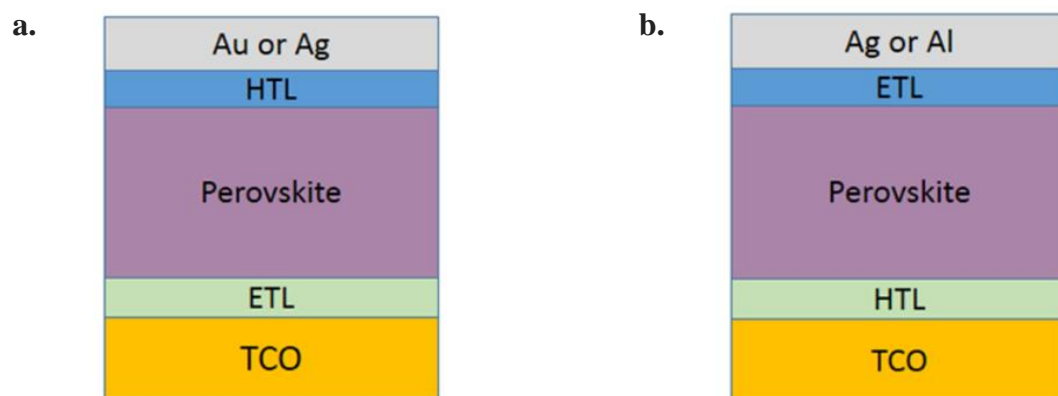 a.
Au or Ag
HTL
Perovskite
ETL
TCO
b.
Ag or Al
ETL
Perovskite
HTL
TCO